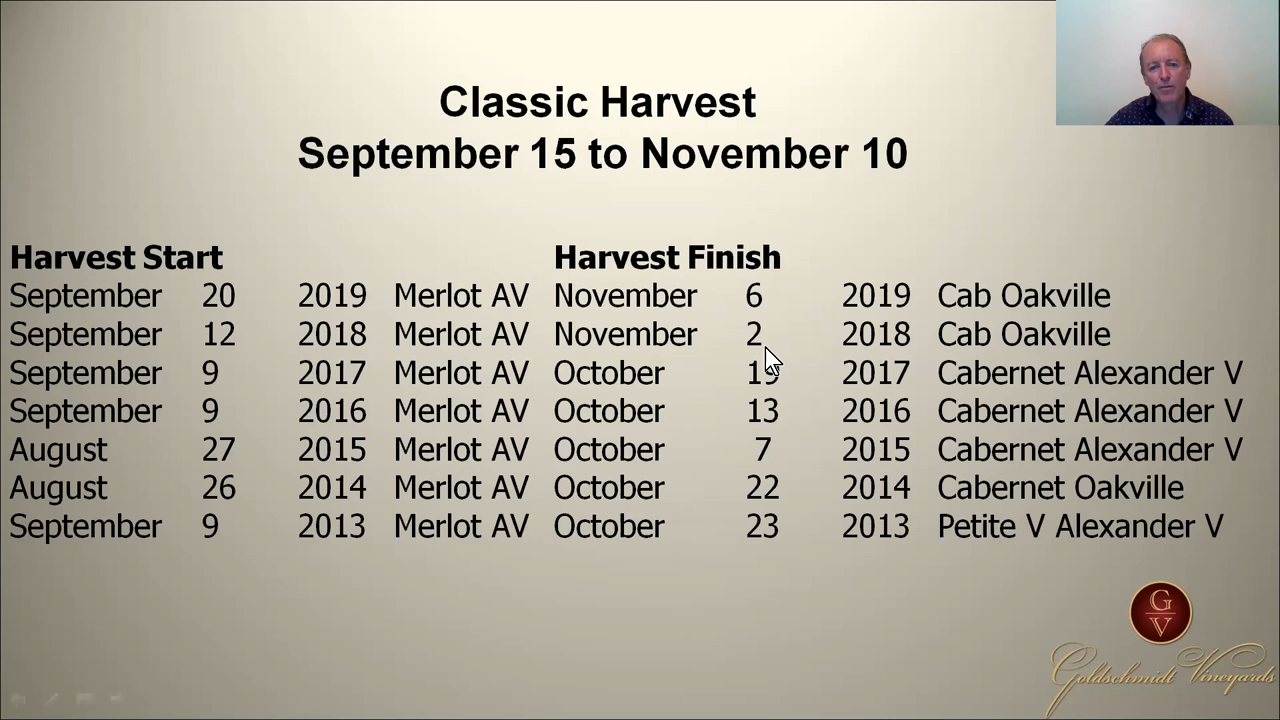 Classic Harvest
September 15 to November 10
Harvest Start Harvest Finish
September 20 2019 Merlot AV November 6 2019 Cab Oakville
September 12 2018 Merlot AV November 2 2018 Cab Oakville
September 9 2017 Merlot AV October 2017 Cabernet Alexander V
September 9 2016 Merlot AV October 13 2016 Cabernet Alexander V
August 27 2015 Merlot AV October 7 2015 Cabernet Alexander V
August 26 2014 Merlot AV October 22 2014 Cabernet Oakville
September 9 2013 Merlot AV October 23 2013 Petite V Alexander V
G
V
Goldschmidt Vineyards